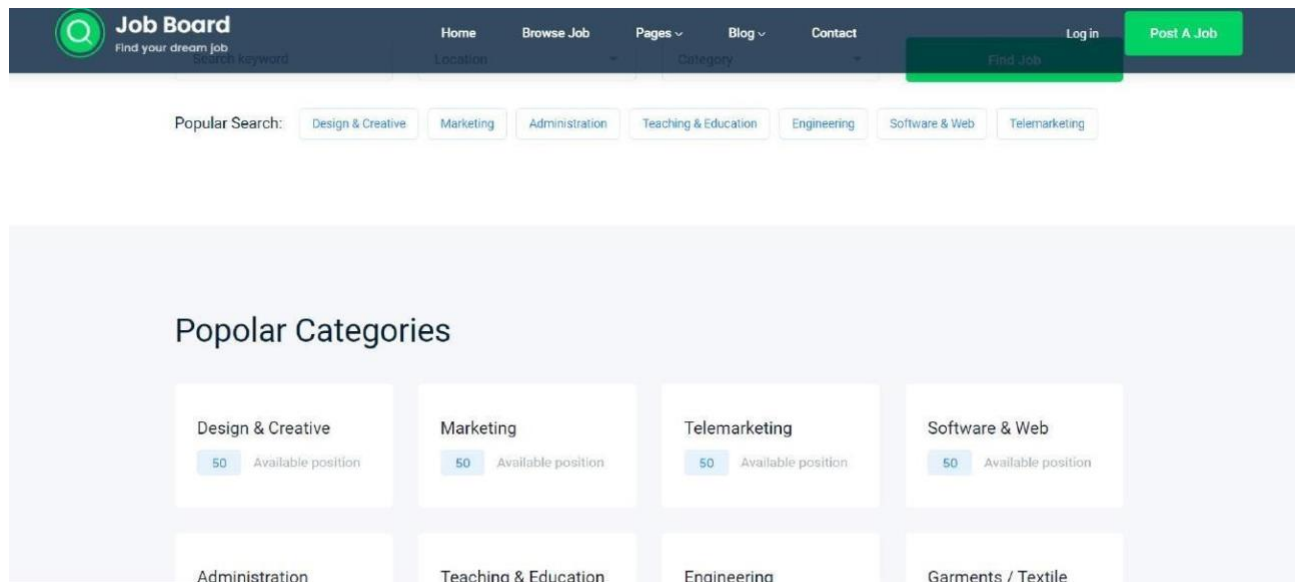 Job Board
Find your dream job
Home Browse Job Pages Blog Contact Log in Post A Job
Search keyword Location Category Find Job
Popular Search: Design & Creative Marketing Administration Teaching & Education Engineering Software & Web Telemarketing
Popolar Categories
Design & Creative Marketing Telemarketing Software & Web
50 Available position 50 Available position 50 Available position 50 Available position
Administration Teaching & Education Engineering Garments / Textile